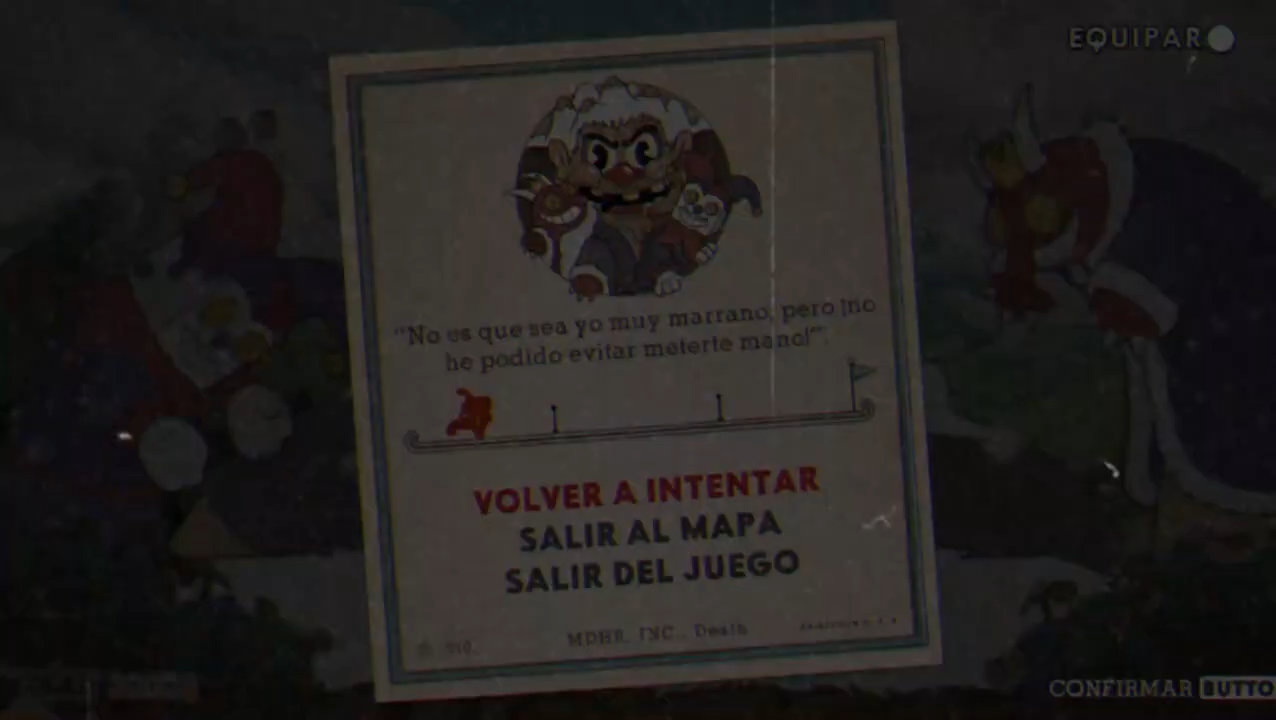 EQUIPAR
“No es que sea yo muy marrano, pero ¡no
he podido evitar meterte mano!”.
VOLVER A INTENTAR
SALIR AL MAPA
SALIR DEL JUEGO
MDHR, INC., Death
CONFIRMAR BUTTO